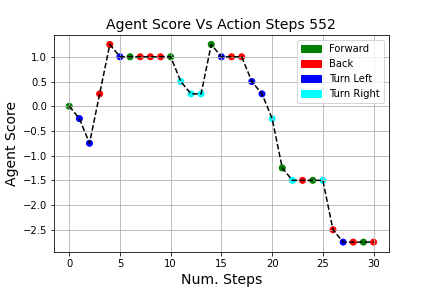 Agent Score Vs Action Steps 552
Forward
Back
Turn Left
Turn Right
Agent Score
1.0
0.5
0.0
−0.5
−1.0
−1.5
−2.0
−2.5
0 5 10 15 20 25 30
Num. Steps